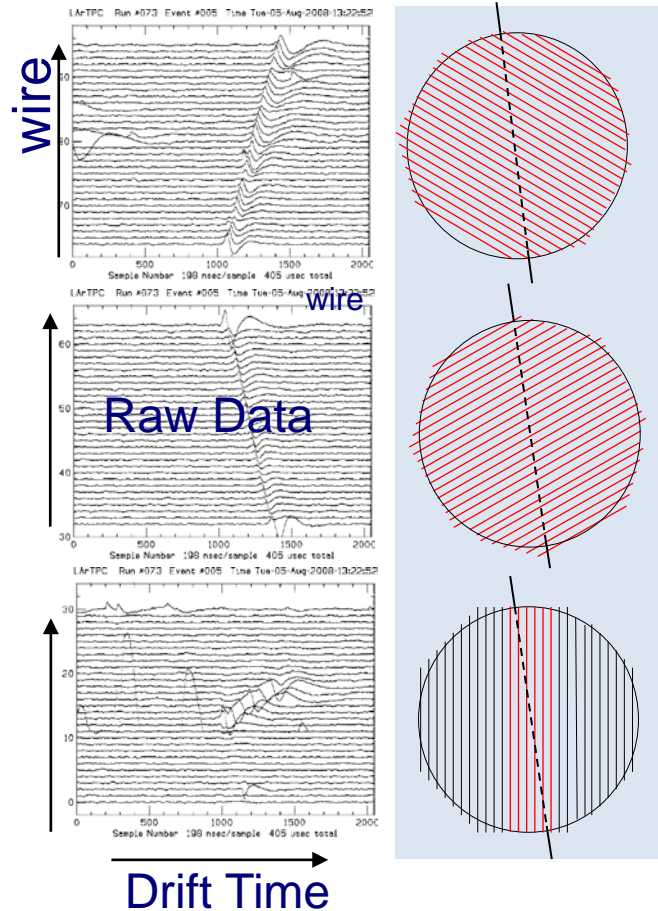 LArTPC Run #073 Event #005 Time Tue-05-Aug-2008-13:22:52
wire
90
80
70
0 500 1000 1500 2000
Sample Number 198 nsec/sample 405 usec total
LArTPC Run #073 Event #005 Time Tue-05-Aug-2008-13:22:52
wire
60
50
40
30
Raw Data
0 500 1000 1500 2000
Sample Number 198 nsec/sample 405 usec total
LArTPC Run #073 Event #005 Time Tue-05-Aug-2008-13:22:52
30
20
10
0
0 500 1000 1500 2000
Sample Number 198 nsec/sample 405 usec total
Drift Time